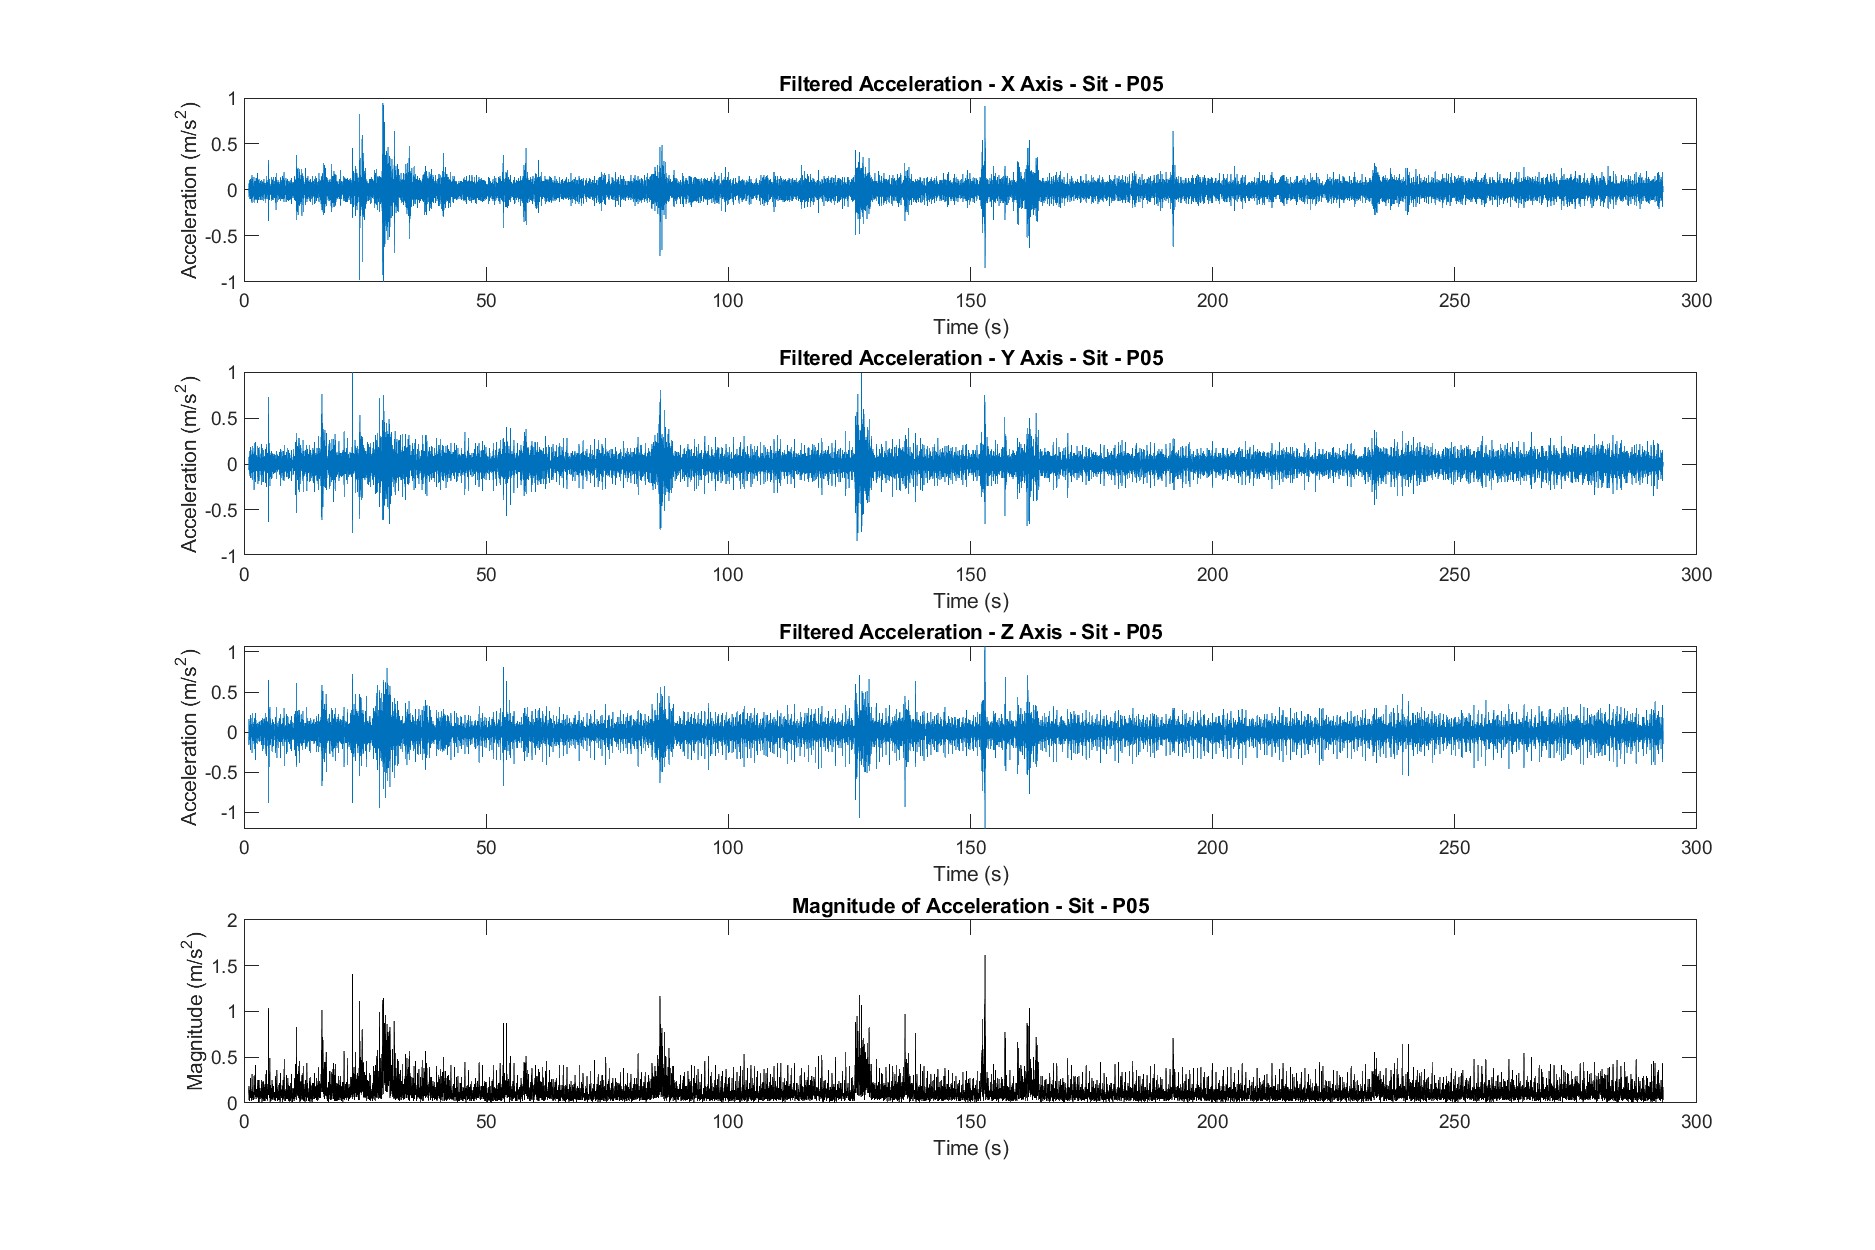 Filtered Acceleration - X Axis - Sit - P05
Acceleration (m/s²)
1
0.5
0
-0.5
-1
0 50 100 150 200 250 300
Time (s)
Filtered Acceleration - Y Axis - Sit - P05
Acceleration (m/s²)
1
0.5
0
-0.5
-1
0 50 100 150 200 250 300
Time (s)
Filtered Acceleration - Z Axis - Sit - P05
Acceleration (m/s²)
1
0.5
0
-0.5
-1
0 50 100 150 200 250 300
Time (s)
Magnitude of Acceleration - Sit - P05
Magnitude (m/s²)
2
1.5
1
0.5
0
0 50 100 150 200 250 300
Time (s)